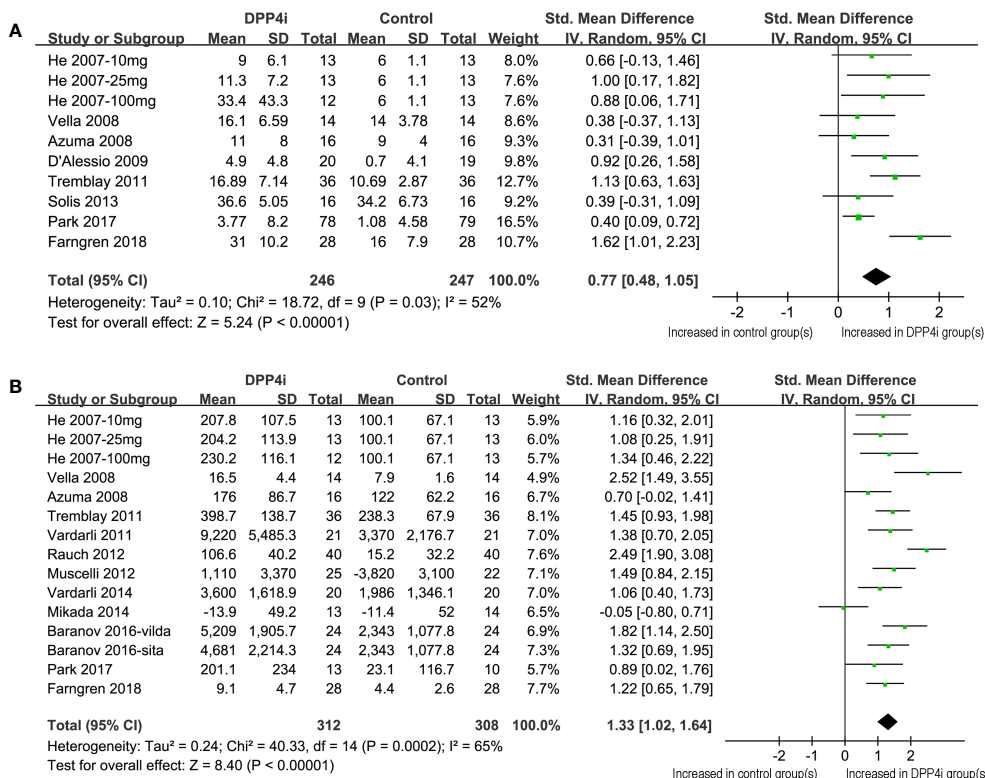 A
DPP4i Control Std. Mean Difference Std. Mean Difference
Study or Subgroup Mean SD Total Mean SD Total Weight IV, Random, 95% CI IV, Random, 95% CI
He 2007-10mg 9 6.1 13 6 1.1 13 8.0% 0.66 [-0.13, 1.46]
He 2007-25mg 11.3 7.2 13 6 1.1 13 7.6% 1.00 [0.17, 1.82]
He 2007-100mg 33.4 43.3 12 6 1.1 13 7.6% 0.88 [0.06, 1.71]
Vella 2008 16.1 6.59 14 14 3.78 14 8.6% 0.38 [-0.37, 1.13]
Azuma 2008 11 8 16 9 4 16 9.3% 0.31 [-0.39, 1.01]
D'Alessio 2009 4.9 4.8 20 0.7 4.1 19 9.8% 0.92 [0.26, 1.58]
Tremblay 2011 16.89 7.14 36 10.69 2.87 36 12.7% 1.13 [0.63, 1.63]
Solis 2013 36.6 5.05 16 34.2 6.73 16 9.2% 0.39 [-0.31, 1.09]
Park 2017 3.77 8.2 78 1.08 4.58 79 16.5% 0.40 [0.09, 0.72]
Farngren 2018 31 10.2 28 16 7.9 28 10.7% 1.62 [1.01, 2.23]
Total (95% CI) 246 247 100.0% 0.77 [0.48, 1.05]
Heterogeneity: Tau² = 0.10; Chi² = 18.72, df = 9 (P = 0.03); I² = 52%
Test for overall effect: Z = 5.24 (P < 0.00001)
-2 -1 0 1 2
Increased in control group(s) Increased in DPP4i group(s)
B
DPP4i Control Std. Mean Difference Std. Mean Difference
Study or Subgroup Mean SD Total Mean SD Total Weight IV, Random, 95% CI IV, Random, 95% CI
He 2007-10mg 207.8 107.5 13 100.1 67.1 13 5.9% 1.16 [0.32, 2.01]
He 2007-25mg 204.2 113.9 13 100.1 67.1 13 6.0% 1.08 [0.25, 1.91]
He 2007-100mg 230.2 116.1 12 100.1 67.1 13 5.7% 1.34 [0.46, 2.22]
Vella 2008 16.5 4.4 14 7.9 1.6 14 4.9% 2.52 [1.49, 3.55]
Azuma 2008 176 86.7 16 122 62.2 16 6.7% 0.70 [-0.02, 1.41]
Tremblay 2011 398.7 138.7 36 238.3 67.9 36 8.1% 1.45 [0.93, 1.98]
Vardarli 2011 9,220 5,485.3 21 3,370 2,176.7 21 7.0% 1.38 [0.70, 2.05]
Rauch 2012 106.6 40.2 40 15.2 32.2 40 7.6% 2.49 [1.90, 3.08]
Muscelli 2012 1,110 3,370 25 -3,820 3,100 22 7.1% 1.49 [0.84, 2.15]
Vardarli 2014 3,600 1,618.9 20 1,986 1,346.1 20 7.0% 1.06 [0.40, 1.73]
Mikada 2014 -13.9 49.2 13 -11.4 52 14 6.5% -0.05 [-0.80, 0.71]
Baranov 2016-vilda 5,209 1,905.7 24 2,343 1,077.8 24 6.9% 1.82 [1.14, 2.50]
Baranov 2016-sita 4,681 2,214.3 24 2,343 1,077.8 24 7.3% 1.32 [0.69, 1.95]
Park 2017 201.1 234 13 23.1 116.7 10 5.6% 0.89 [0.02, 1.76]
Farngren 2018 9.1 4.7 28 4.4 2.6 28 7.7% 1.22 [0.65, 1.79]
Total (95% CI) 312 308 100.0% 1.33 [1.02, 1.64]
Heterogeneity: Tau² = 0.24; Chi² = 40.33, df = 14 (P = 0.0002); I² = 65%
Test for overall effect: Z = 8.40 (P < 0.00001)
-2 -1 0 1 2
Increased in control group(s) Increased in DPP4i group(s)